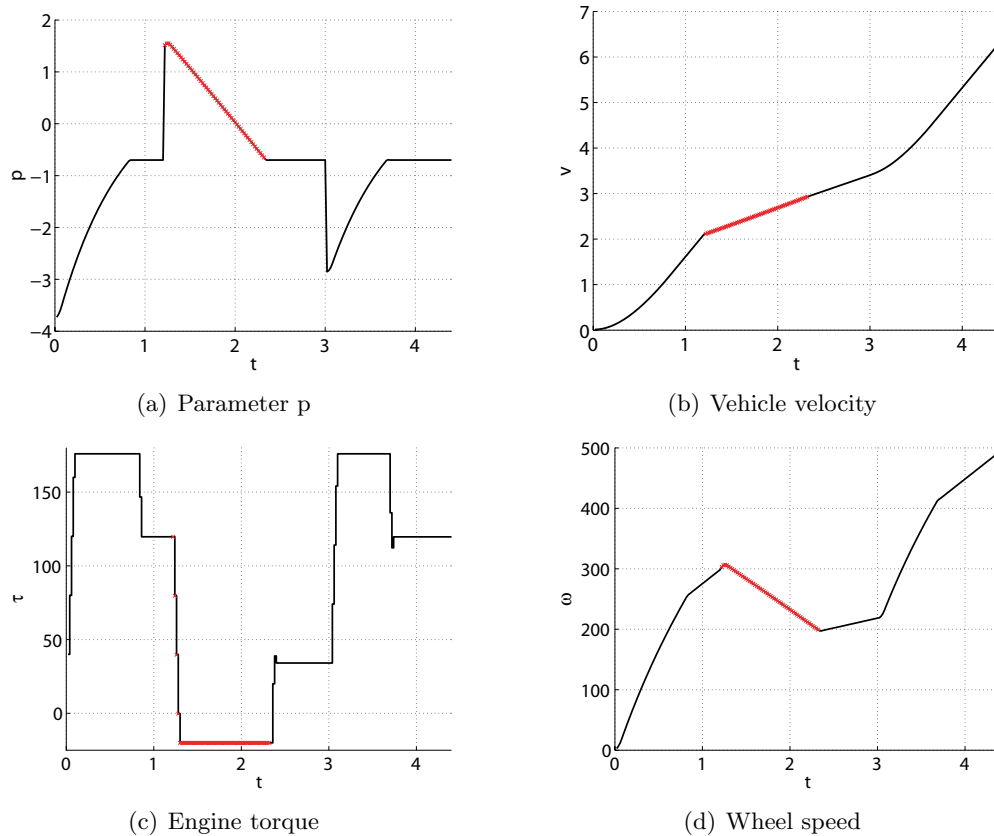 2
1
0
−1
−2
−3
−4
p
0 1 2 3 4
t
(a) Parameter p
7
6
5
4
3
2
1
0
v
0 1 2 3 4
t
(b) Vehicle velocity
150
100
50
0
τ
0 1 2 3 4
t
(c) Engine torque
500
400
300
200
100
0
ω
0 1 2 3 4
t
(d) Wheel speed